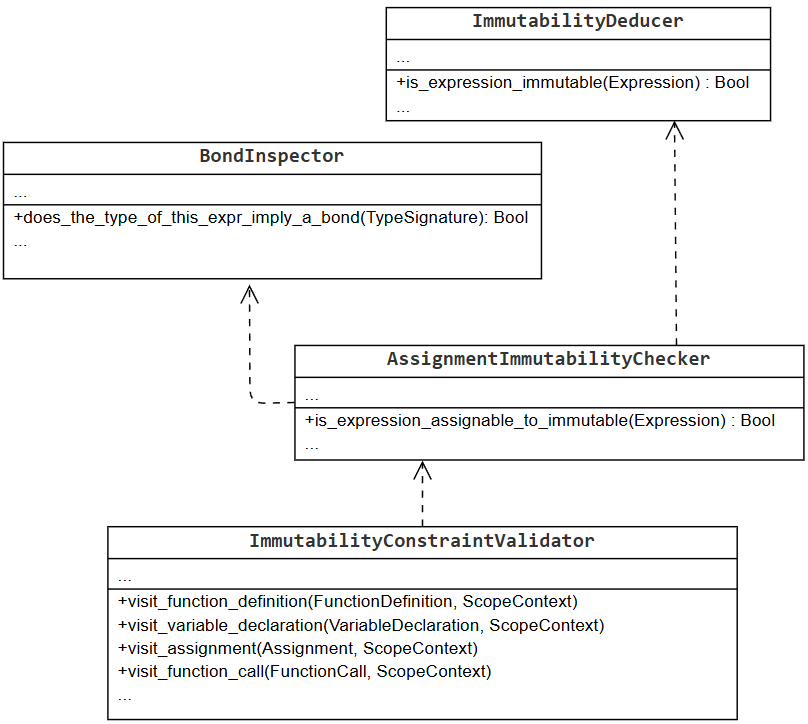 ImmutabilityDeducer
...
+is_expression_immutable(Expression) : Bool
...
BondInspector
...
+does_the_type_of_this_expr_imply_a_bond(TypeSignature): Bool
...
AssignmentImmutabilityChecker
...
+is_expression_assignable_to_immutable(Expression) : Bool
...
ImmutabilityConstraintValidator
...
+visit_function_definition(FunctionDefinition, ScopeContext)
+visit_variable_declaration(VariableDeclaration, ScopeContext)
+visit_assignment(Assignment, ScopeContext)
+visit_function_call(FunctionCall, ScopeContext)
...